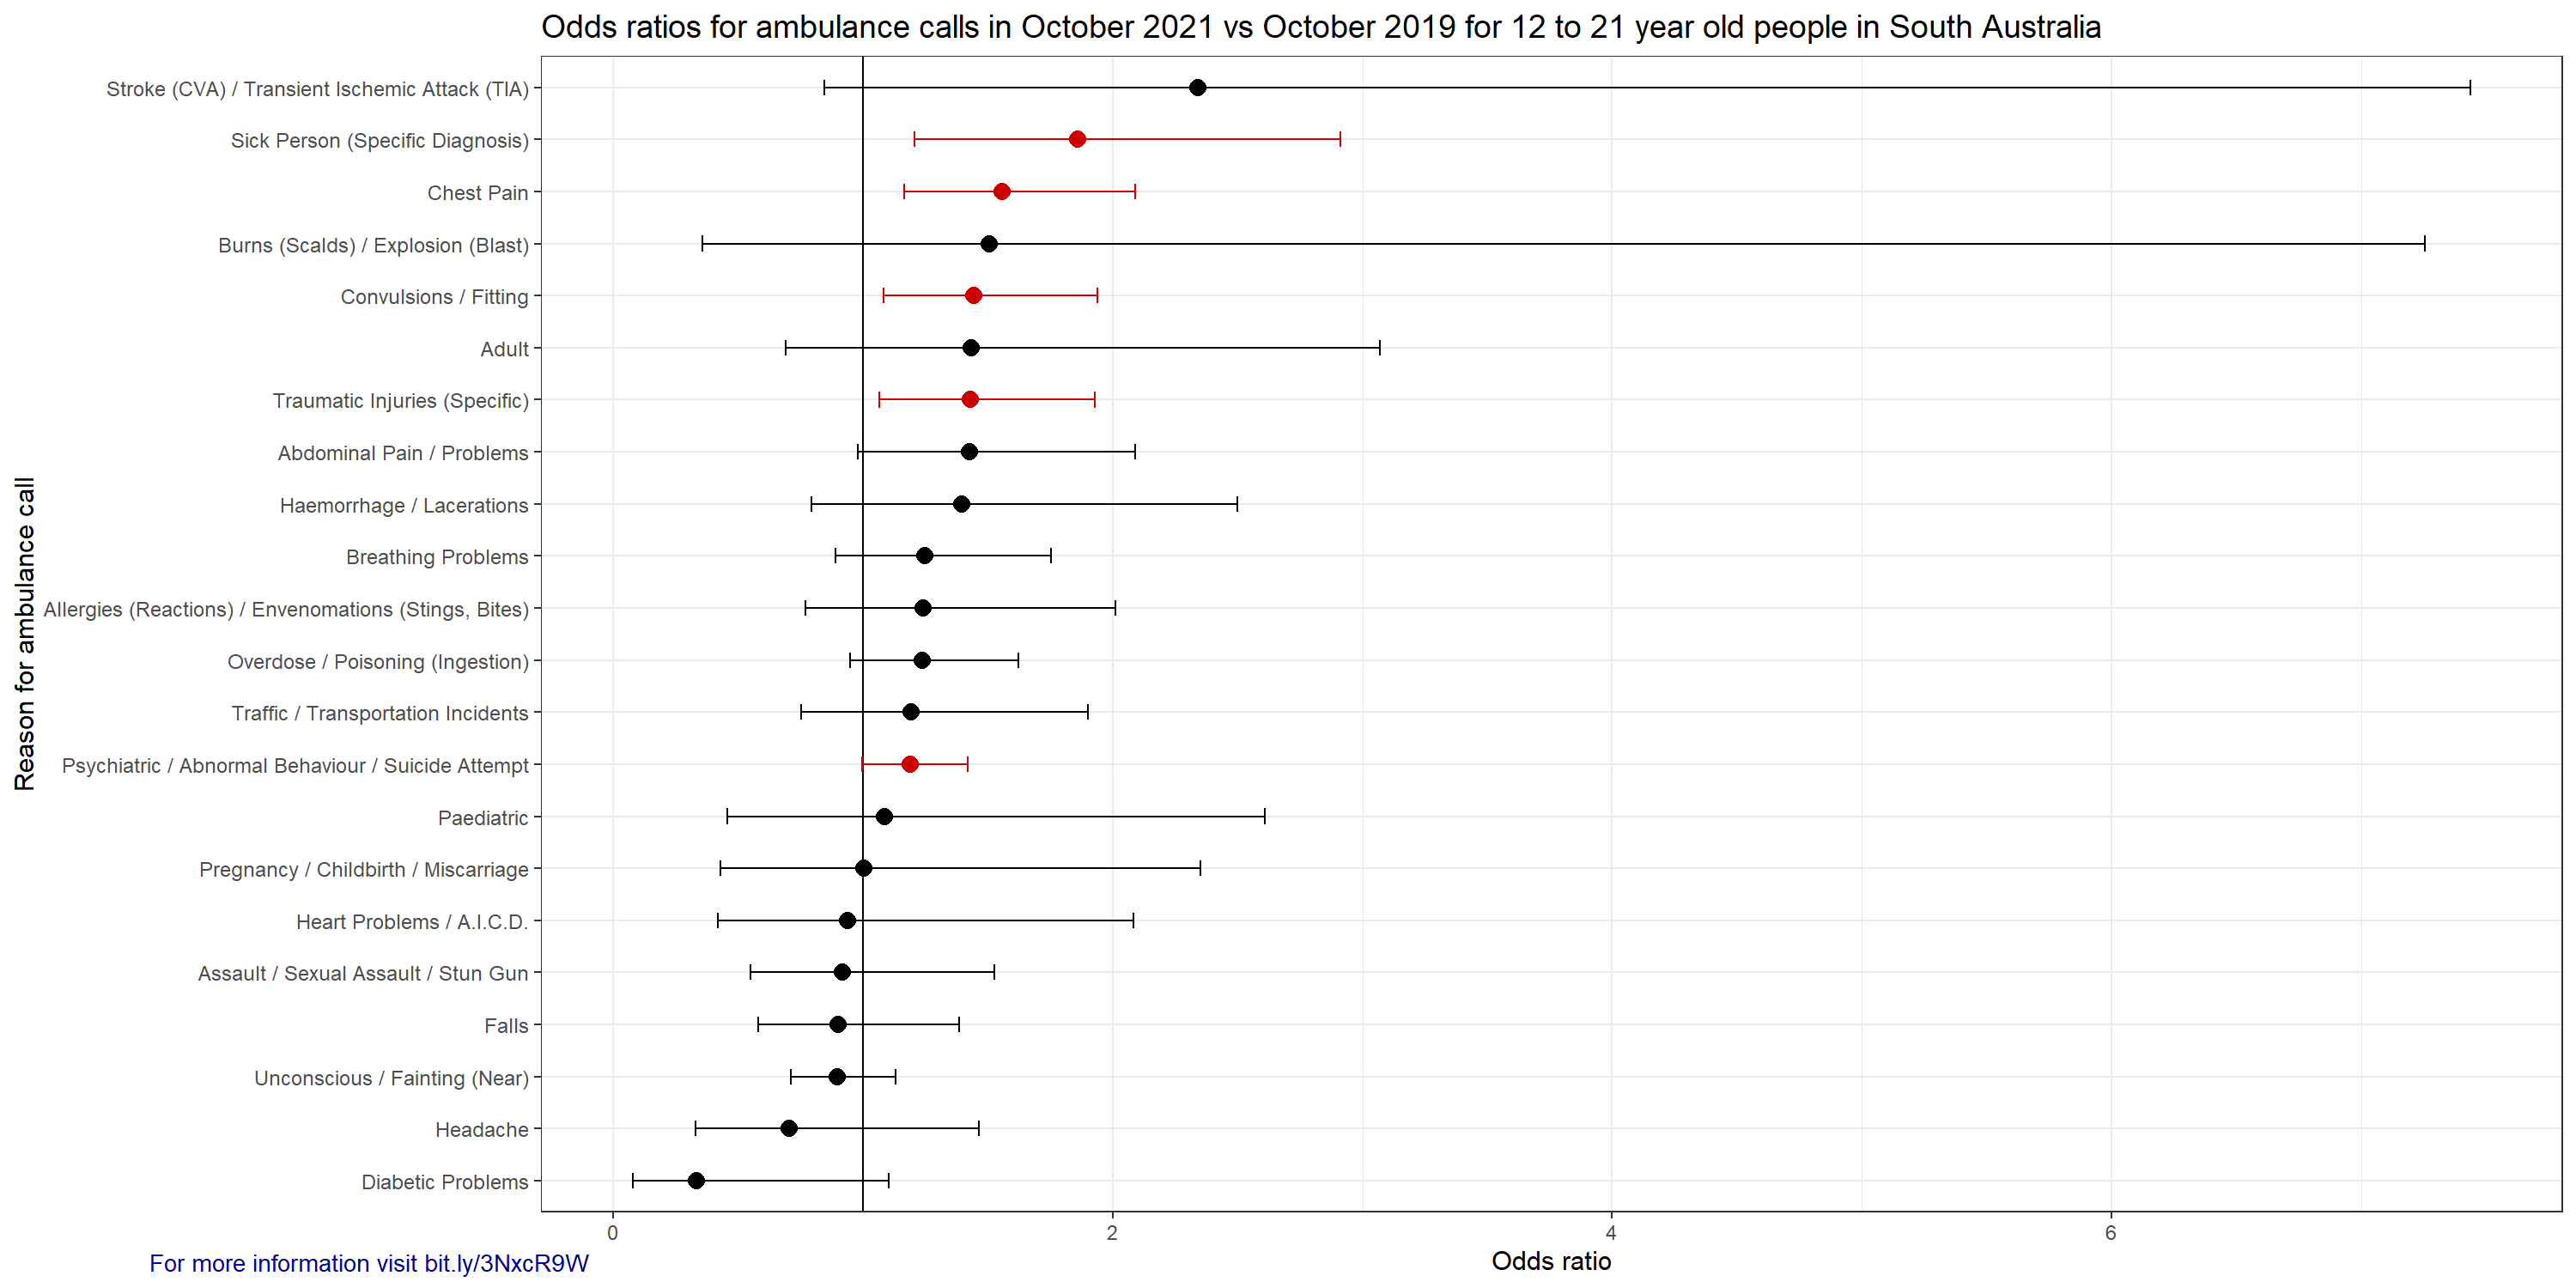 Odds ratios for ambulance calls in October 2021 vs October 2019 for 12 to 21 year old people in South Australia
Reason for ambulance call
Stroke (CVA) / Transient Ischemic Attack (TIA)
Sick Person (Specific Diagnosis)
Chest Pain
Burns (Scalds) / Explosion (Blast)
Convulsions / Fitting
Adult
Traumatic Injuries (Specific)
Abdominal Pain / Problems
Haemorrhage / Lacerations
Breathing Problems
Allergies (Reactions) / Envenomations (Stings, Bites)
Overdose / Poisoning (Ingestion)
Traffic / Transportation Incidents
Psychiatric / Abnormal Behaviour / Suicide Attempt
Paediatric
Pregnancy / Childbirth / Miscarriage
Heart Problems / A.I.C.D.
Assault / Sexual Assault / Stun Gun
Falls
Unconscious / Fainting (Near)
Headache
Diabetic Problems
0 2 4 6
Odds ratio
For more information visit bit.ly/3NxcR9W